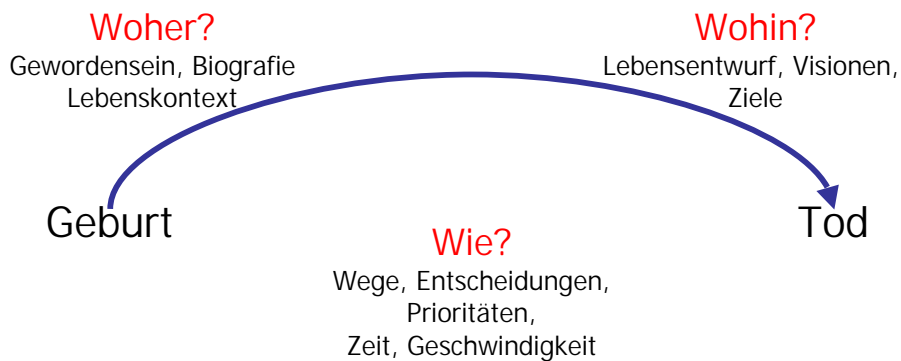 Woher?
Gewordensein, Biografie
Lebenskontext
Wohin?
Lebensentwurf, Visionen,
Ziele
Geburt
Tod
Wie?
Wege, Entscheidungen,
Prioritäten,
Zeit, Geschwindigkeit